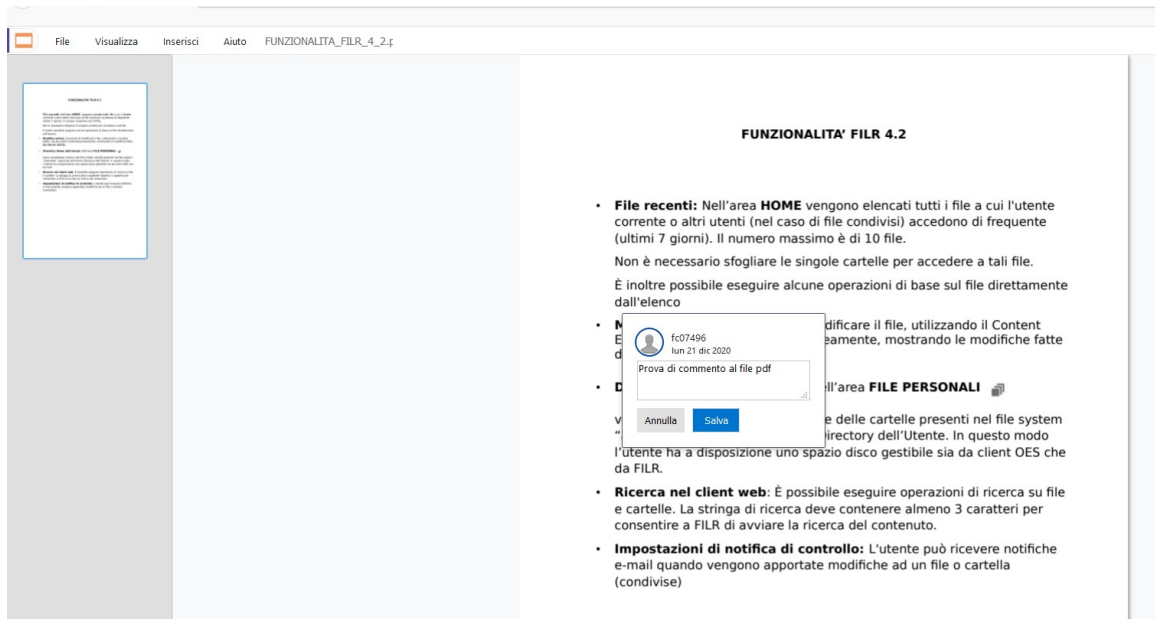 File Visualizza Inserisci Aiuto FUNZIONALITA_FILR_4_2.p
FUNZIONALITA’ FILR 4.2
• File recenti: Nell’area HOME vengono elencati tutti i file a cui l'utente
corrente o altri utenti (nel caso di file condivisi) accedono di frequente
(ultimi 7 giorni). Il numero massimo è di 10 file.
Non è necessario sfogliare le singole cartelle per accedere a tali file.
È inoltre possibile eseguire alcune operazioni di base sul file direttamente
dall'elenco
dificare il file, utilizzando il Content
eamente, mostrando le modifiche fatte
fc07496
lun 21 dic 2020
Prova di commento al file pdf
Annulla Salva
ll’area FILE PERSONALI
e delle cartelle presenti nel file system
irectory dell’Utente. In questo modo
l’utente ha a disposizione uno spazio disco gestibile sia da client OES che
da FILR.
• Ricerca nel client web: È possibile eseguire operazioni di ricerca su file
e cartelle. La stringa di ricerca deve contenere almeno 3 caratteri per
consentire a FILR di avviare la ricerca del contenuto.
• Impostazioni di notifica di controllo: L'utente può ricevere notifiche
e-mail quando vengono apportate modifiche ad un file o cartella
(condivise)